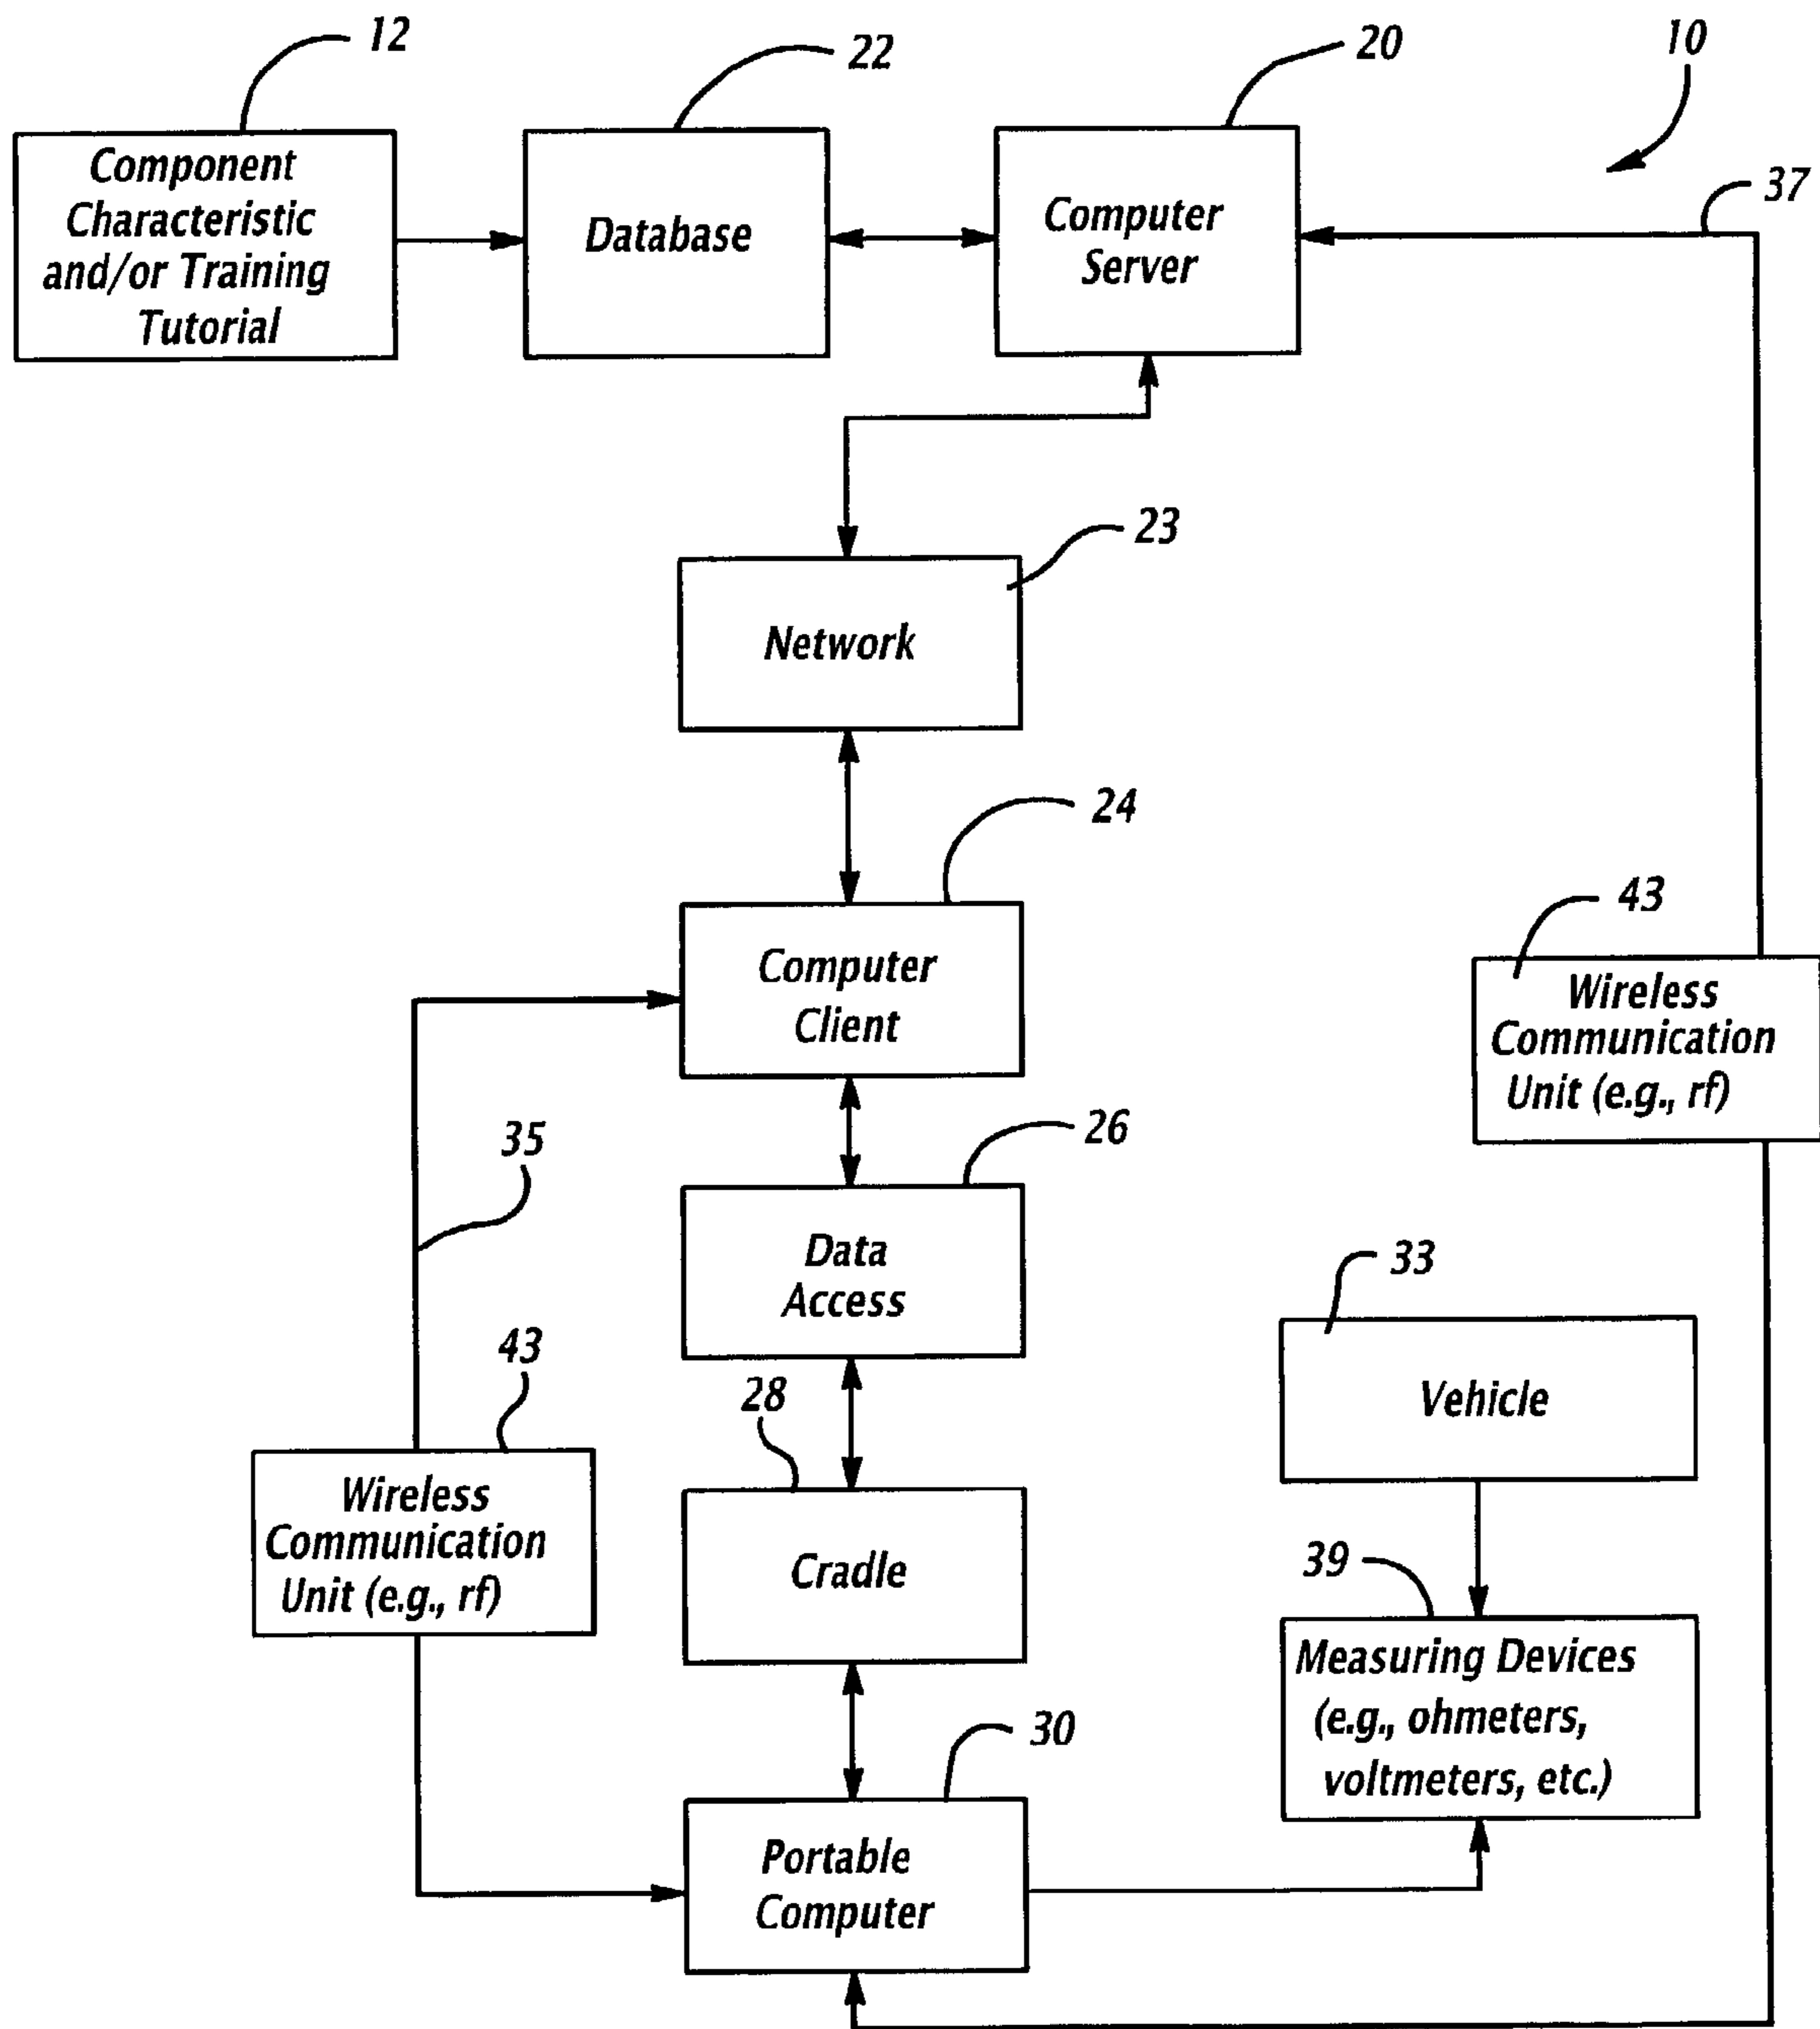 12
22
20
10
Component
Characteristic
and/or Training
Tutorial
Database
Computer
Server
37
23
Network
24
Computer
Client
43
Wireless
Communication
Unit (e.g., rf)
35
26
Data
Access
33
Vehicle
43
Wireless
Communication
Unit (e.g., rf)
28
Cradle
39
Measuring Devices
(e.g., ohmeters,
voltmeters, etc.)
30
Portable
Computer